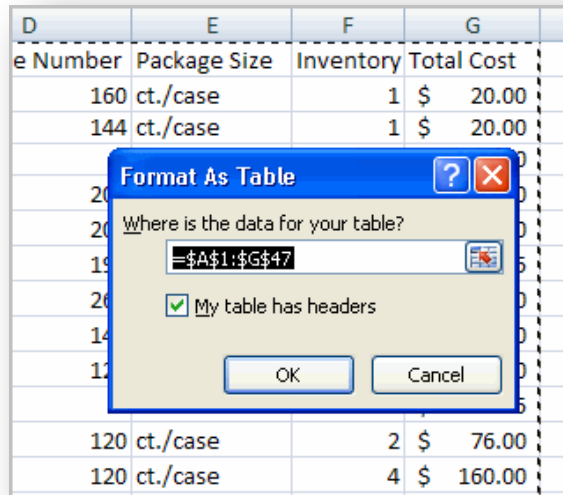 D E F G
e Number Package Size Inventory Total Cost
160 ct./case 1 $ 20.00
144 ct./case 1 $ 20.00
Format As Table
Where is the data for your table?
=$A$1:$G$47
My table has headers
OK Cancel
120 ct./case 2 $ 76.00
120 ct./case 4 $ 160.00